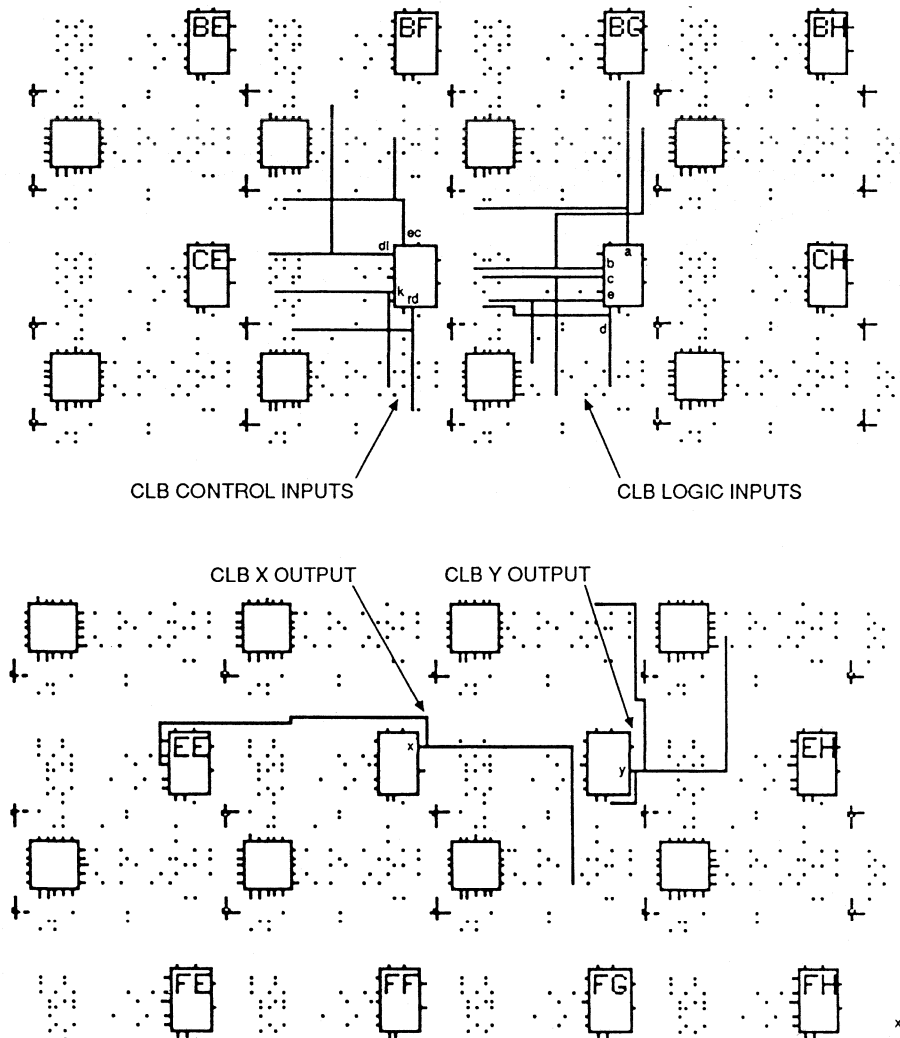 BE BF BG BH
ec
di
a
CE CH
b
c
k
e
rd
d
CLB CONTROL INPUTS CLB LOGIC INPUTS
CLB X OUTPUT CLB Y OUTPUT
EE x EH
y
FE FF FG FH
x